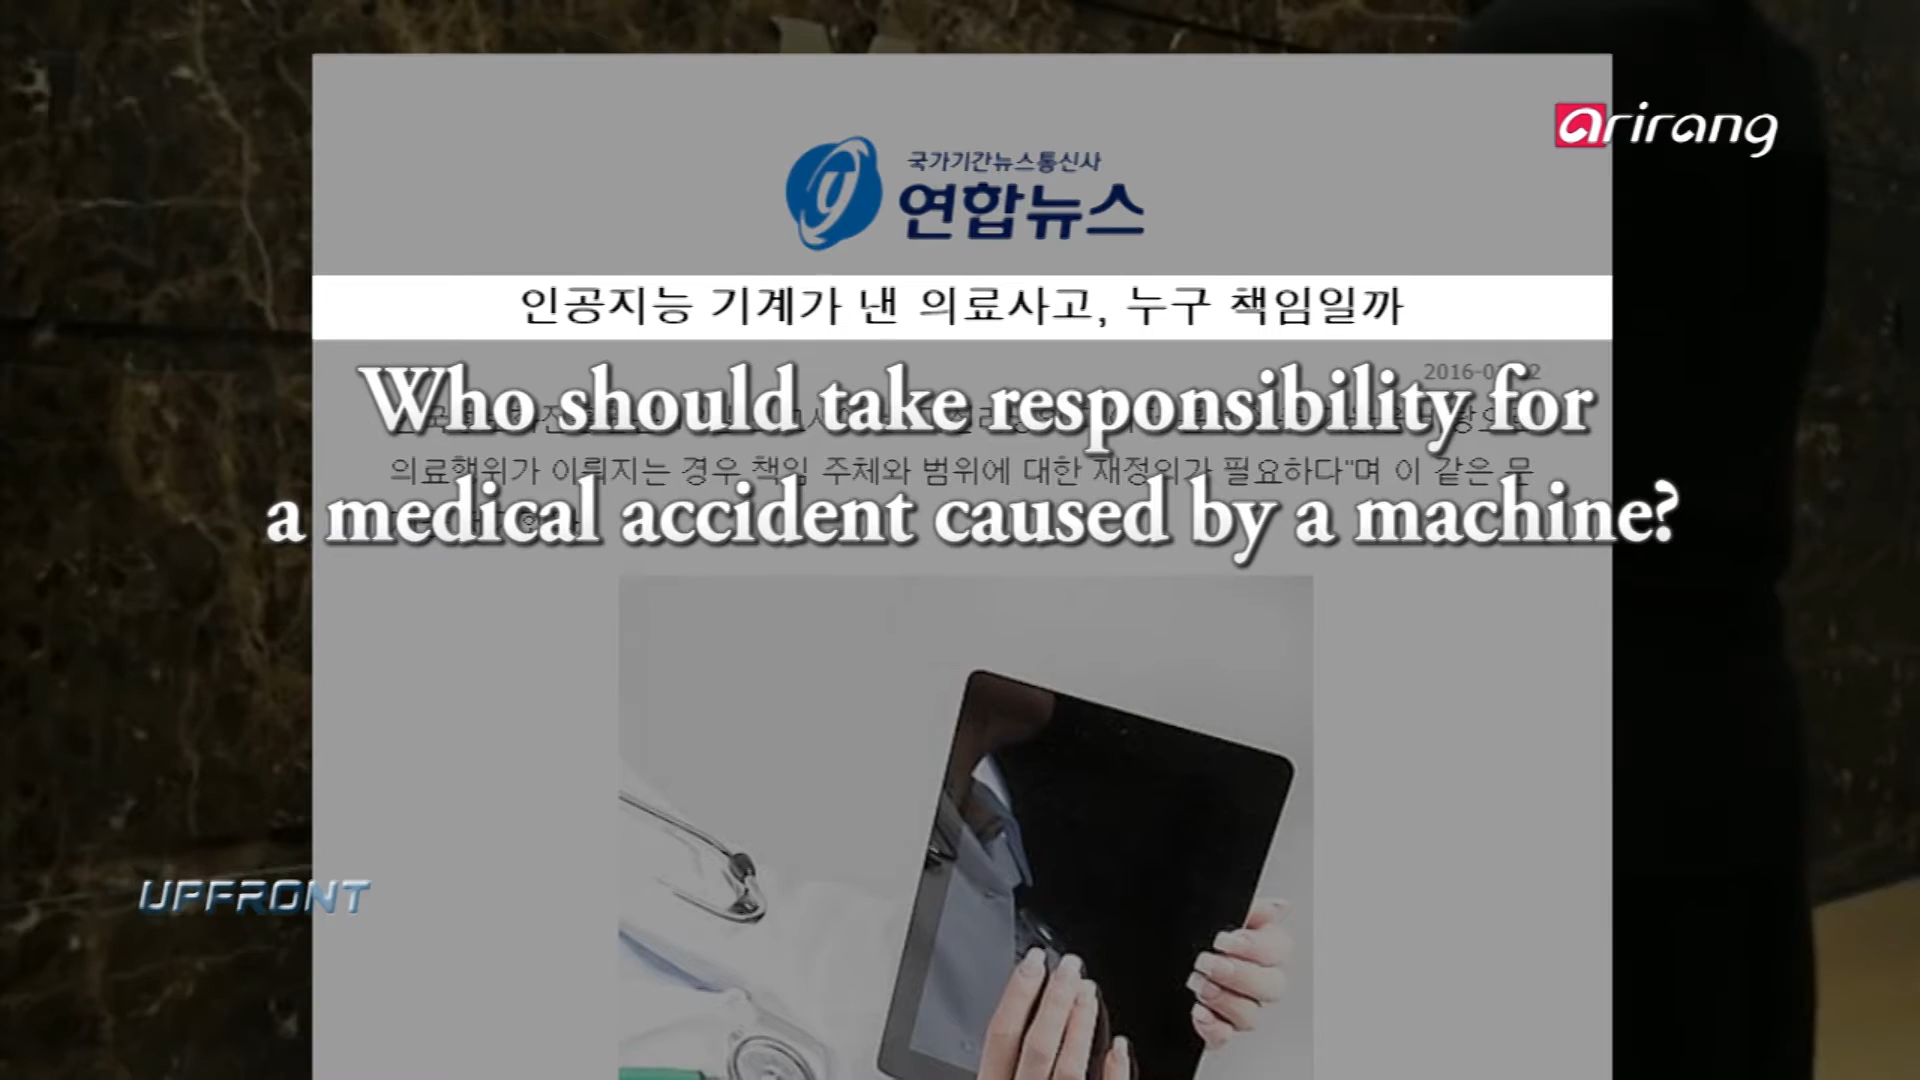 arirang
국가기간뉴스통신사
연합뉴스
인공지능 기계가 낸 의료사고, 누구 책임일까
Who should take responsibility for
의료행위가 이뤄지는 경우 책임 주체와 범위에 대한 재정의가 필요하다"며 이 같은 문
a medical accident caused by a machine?
UPFRONT